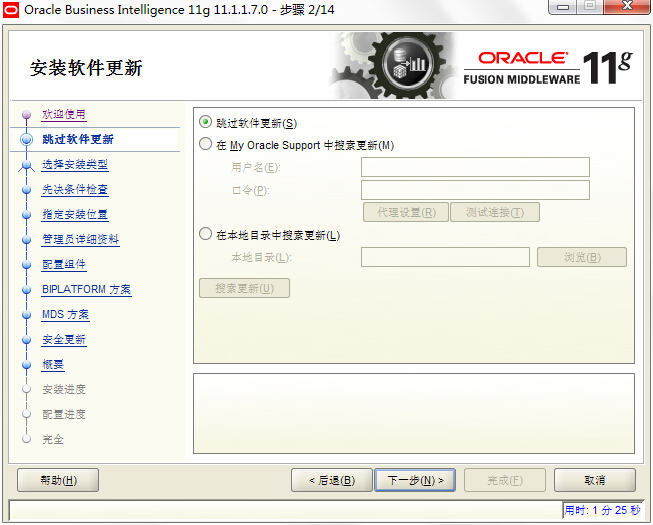 Oracle Business Intelligence 11g 11.1.1.7.0 - 步骤 2/14
安装软件更新
ORACLE
FUSION MIDDLEWARE 11g
欢迎使用
跳过软件更新
选择安装类型
先决条件检查
指定安装位置
管理员详细资料
配置组件
BIPLATFORM 方案
MDS 方案
安全更新
概要
安装进度
配置进度
完全
跳过软件更新(S)
在 My Oracle Support 中搜索更新(M)
用户名(E):
口令(P):
代理设置(R) 测试连接(T)
在本地目录中搜索更新(L)
本地目录(L): 浏览(B)
搜索更新(U)
帮助(H) < 后退(B) 下一步(N) > 完成(F) 取消
用时: 1 分 25 秒